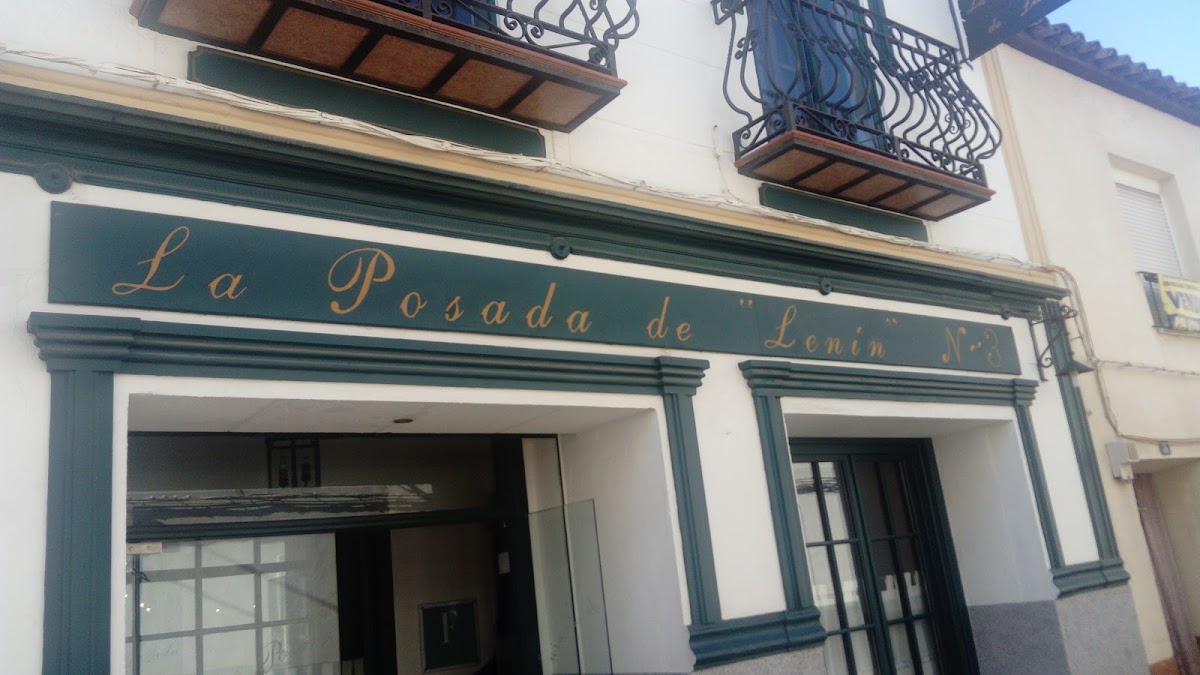 La Posada de "Lenin" Nº 3
F